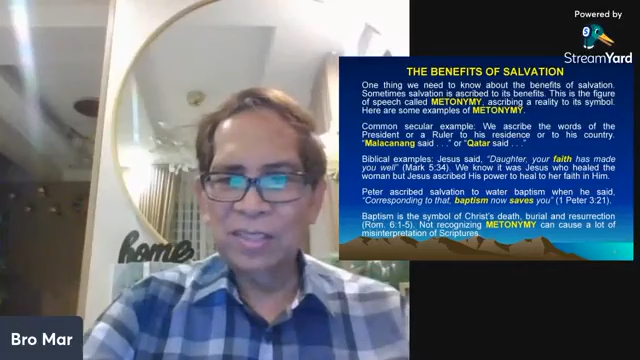 Powered by
S
StreamYard
THE BENEFITS OF SALVATION
One thing we need to know about the benefits of salvation.
Sometimes salvation is ascribed to its benefits. This is the figure
of speech called METONYMY, ascribing a reality to its symbol.
Here are some examples of METONYMY.
Common secular example: We ascribe the words of the
President or a Ruler to his residence or to his country.
"Malacanang said . . ." or "Qatar said . . ."
Biblical examples: Jesus said, "Daughter, your faith has made
you well" (Mark 5:34). We know it was Jesus who healed the
woman but Jesus ascribed His power to heal to her faith in Him.
Peter ascribed salvation to water baptism when he said,
"Corresponding to that, baptism now saves you" (1 Peter 3:21).
Baptism is the symbol of Christ's death, burial and resurrection
(Rom. 6:1-5). Not recognizing METONYMY can cause a lot of
misinterpretation of Scriptures.
home
Bro Mar